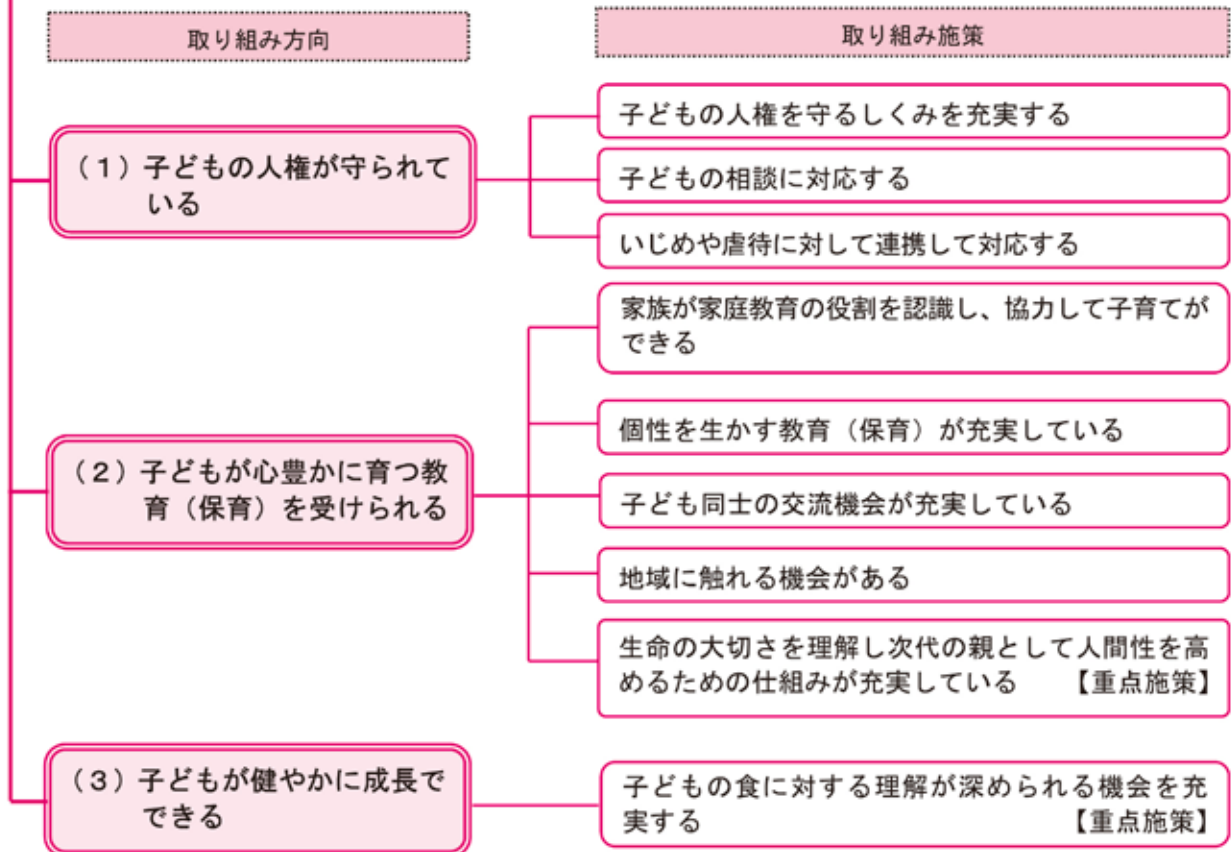 取り組み方向
取り組み施策
（１）子どもの人権が守られて
いる
子どもの人権を守るしくみを充実する
子どもの相談に対応する
いじめや虐待に対して連携して対応する
（２）子どもが心豊かに育つ教
育（保育）を受けられる
家族が家庭教育の役割を認識し、協力して子育てが
できる
個性を生かす教育（保育）が充実している
子ども同士の交流機会が充実している
地域に触れる機会がある
生命の大切さを理解し次代の親として人間性を高
めるための仕組みが充実している　【重点施策】
（３）子どもが健やかに成長で
できる
子どもの食に対する理解が深められる機会を充
実する　【重点施策】